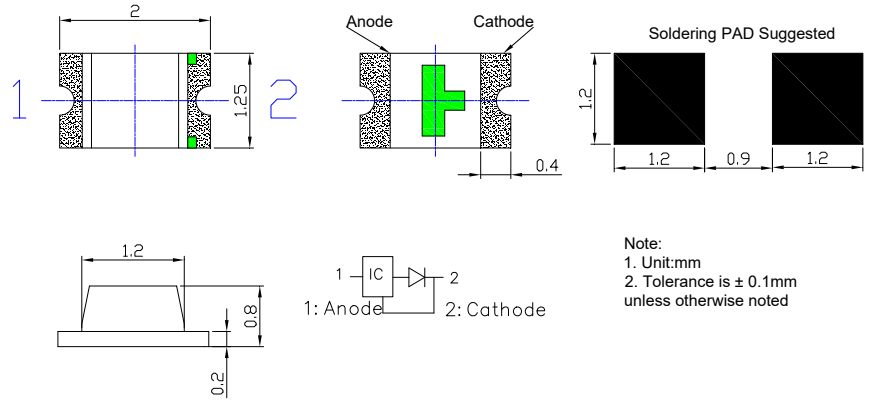 2
1
1.25
2
Anode
Cathode
0.4
Soldering PAD Suggested
1.2
1.2
0.9
1.2
1.2
0.8
0.2
1
IC
2
1: Anode
2: Cathode
Note:
1. Unit:mm
2. Tolerance is ± 0.1mm
unless otherwise noted